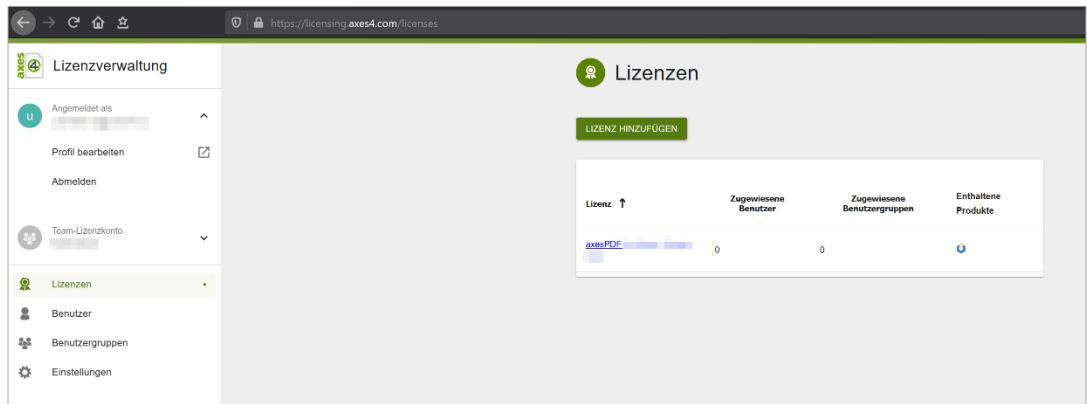 https://licensing.axes4.com/licenses
axes4 Lizenzverwaltung
u
Angemeldet als
Profil bearbeiten
Abmelden
Team-Lizenzkonto
Lizenzen
Benutzer
Benutzergruppen
Einstellungen
Lizenzen
LIZENZ HINZUFÜGEN
Lizenz ↑ Zugewiesene Benutzer Zugewiesene Benutzergruppen Enthaltene Produkte
axesPDF 0 0